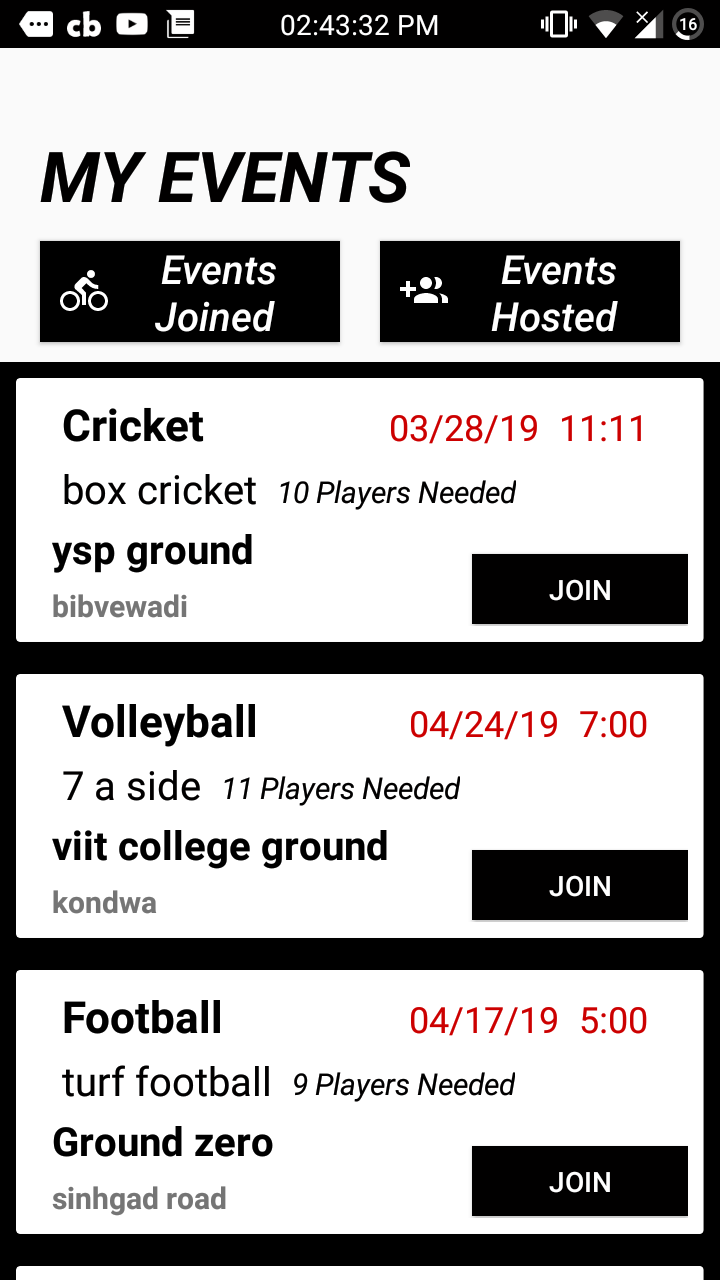 cb 02:43:32 PM 16
MY EVENTS
Events
Joined
Events
Hosted
Cricket 03/28/19 11:11
box cricket 10 Players Needed
ysp ground
bibvewadi
JOIN
Volleyball 04/24/19 7:00
7 a side 11 Players Needed
viit college ground
kondwa
JOIN
Football 04/17/19 5:00
turf football 9 Players Needed
Ground zero
sinhgad road
JOIN